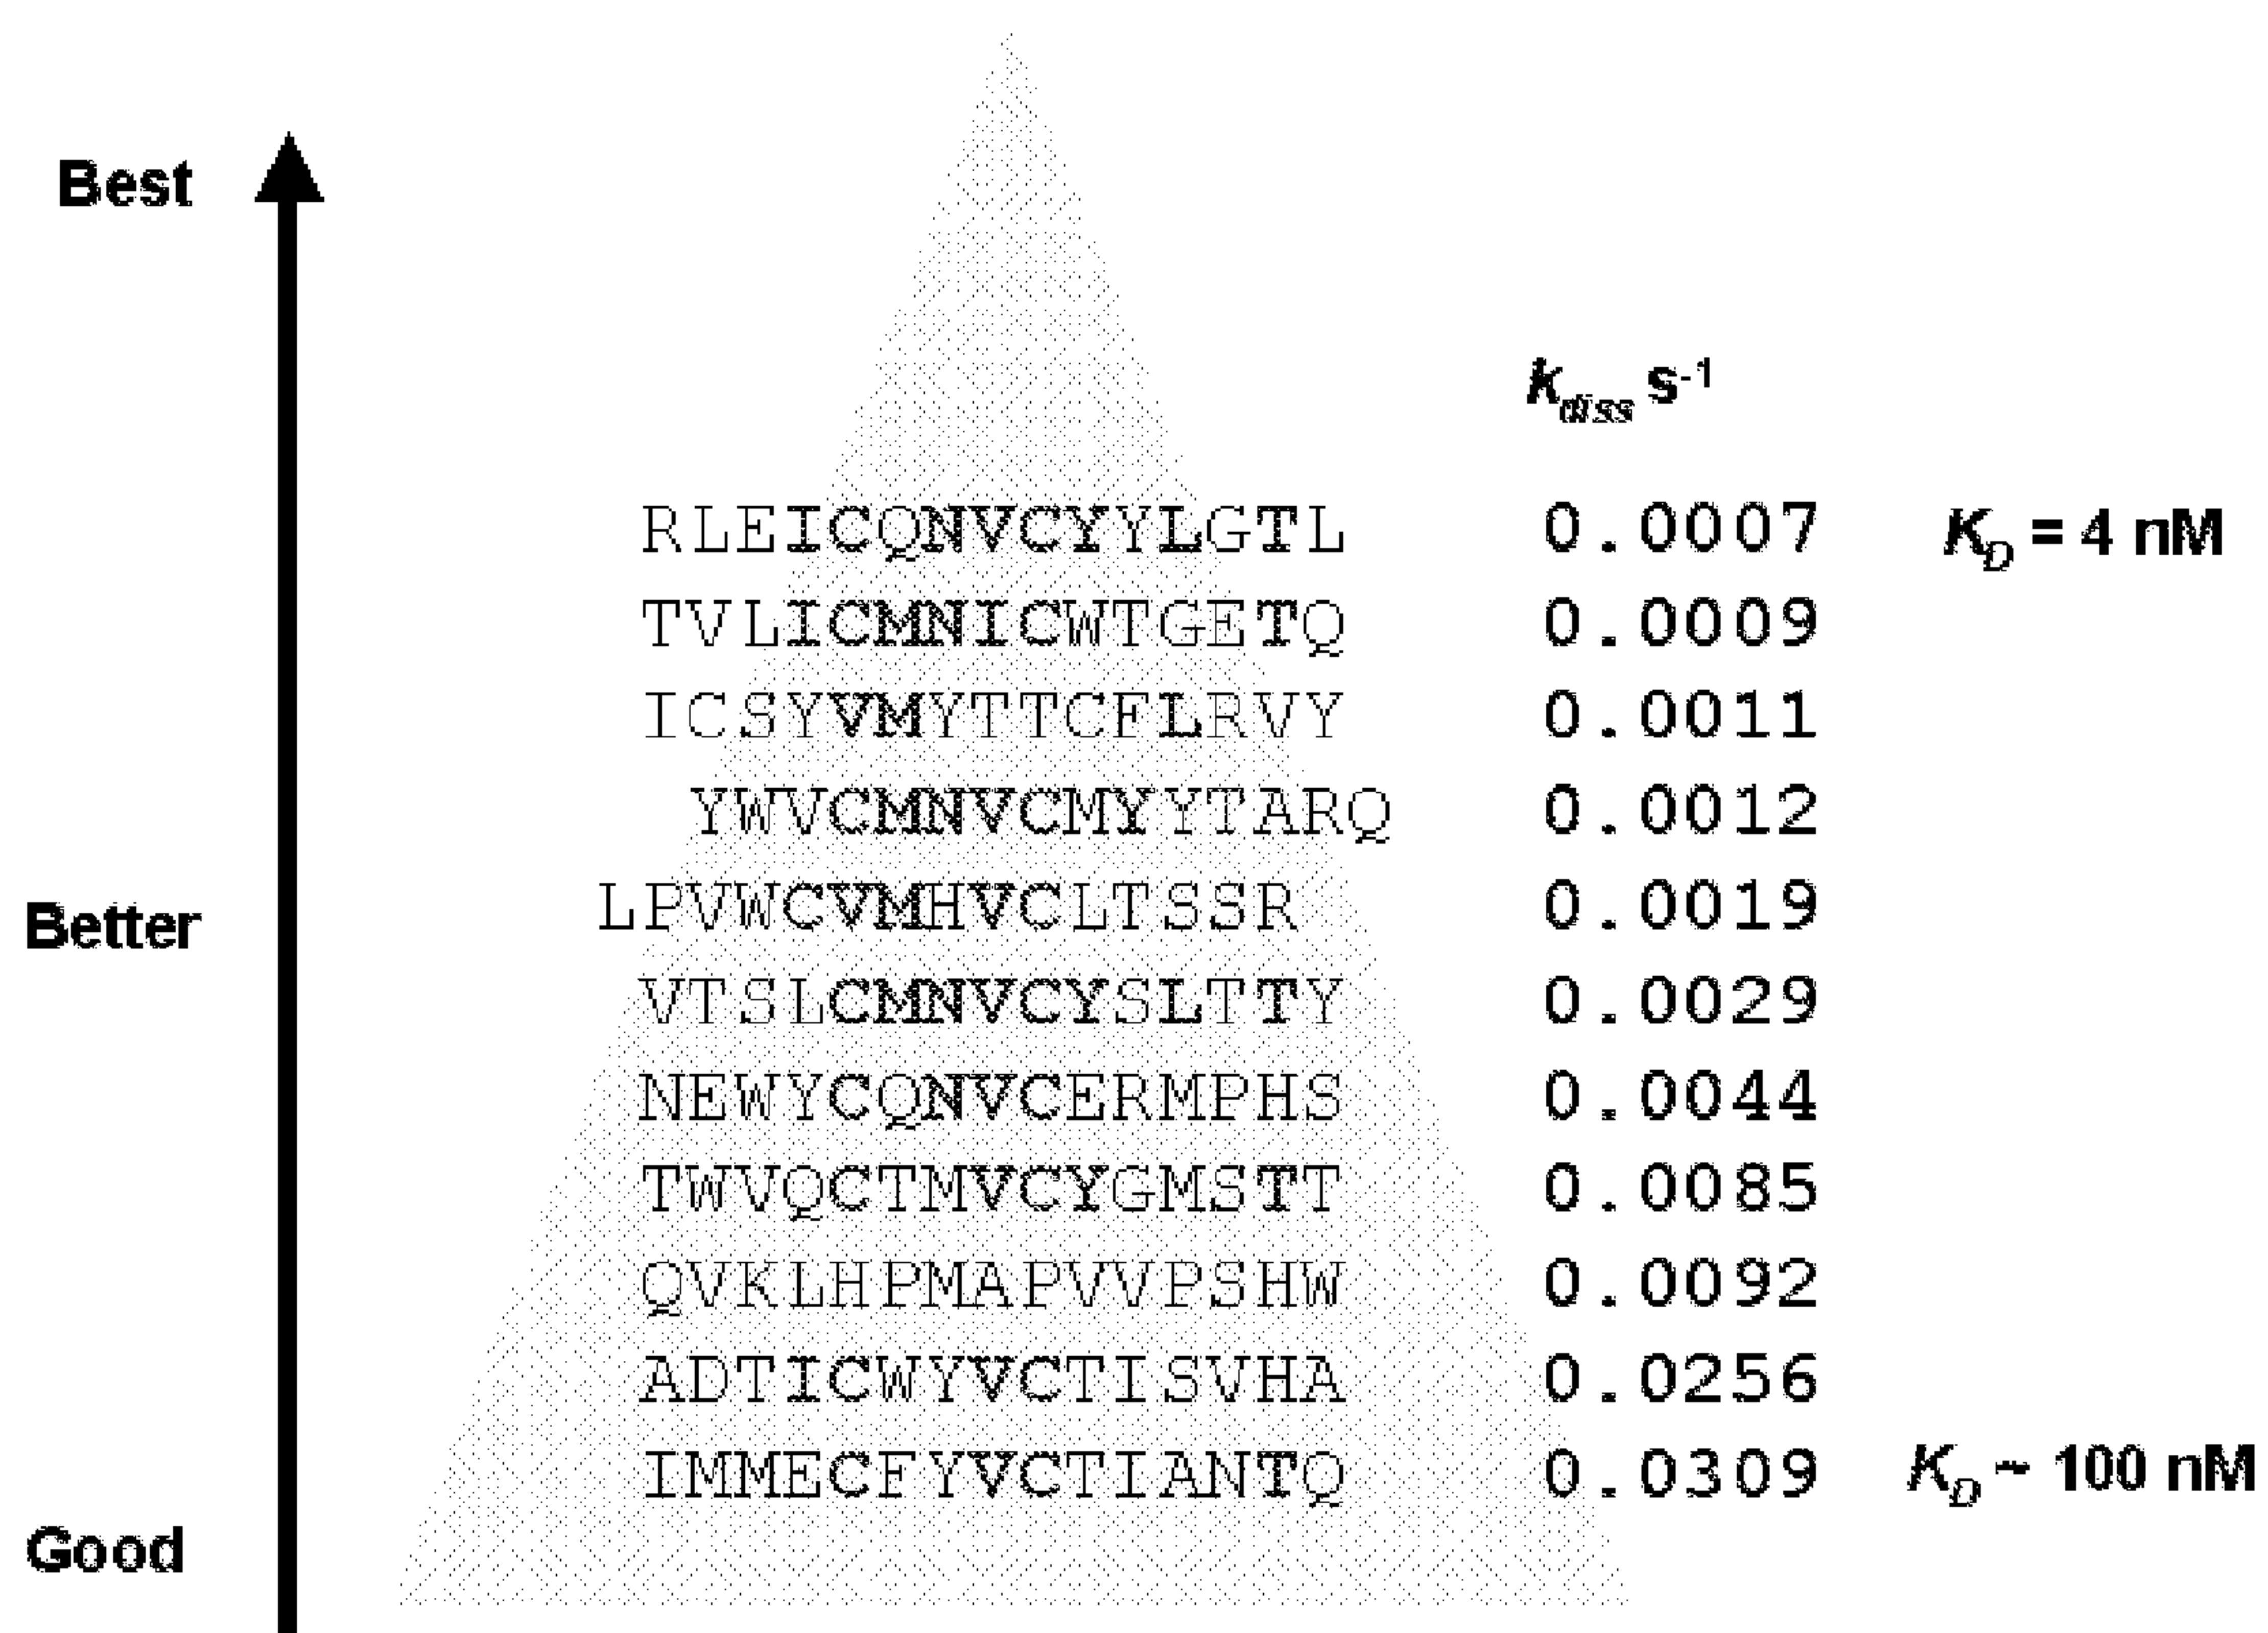 Best
k_diss s-1
RLEICQNVCYYLGTL 0.0007 K_D = 4 nM
TVLICMNICWTGETQ 0.0009
ICSYVMYTTCFLRVY 0.0011
YWVCMNVCMYYTARQ 0.0012
LPVWCVMHVCLTSSR 0.0019
Better
VTSLCMNVCYSLTTY 0.0029
NEWYCQNVCERMPHS 0.0044
TWVQCTMVCYGMSTT 0.0085
QVKLHPMAPVVPSHW 0.0092
ADTICWYVCTISVHA 0.0256
IMMECFYVCTIANTQ 0.0309 K_D ~ 100 nM
Good